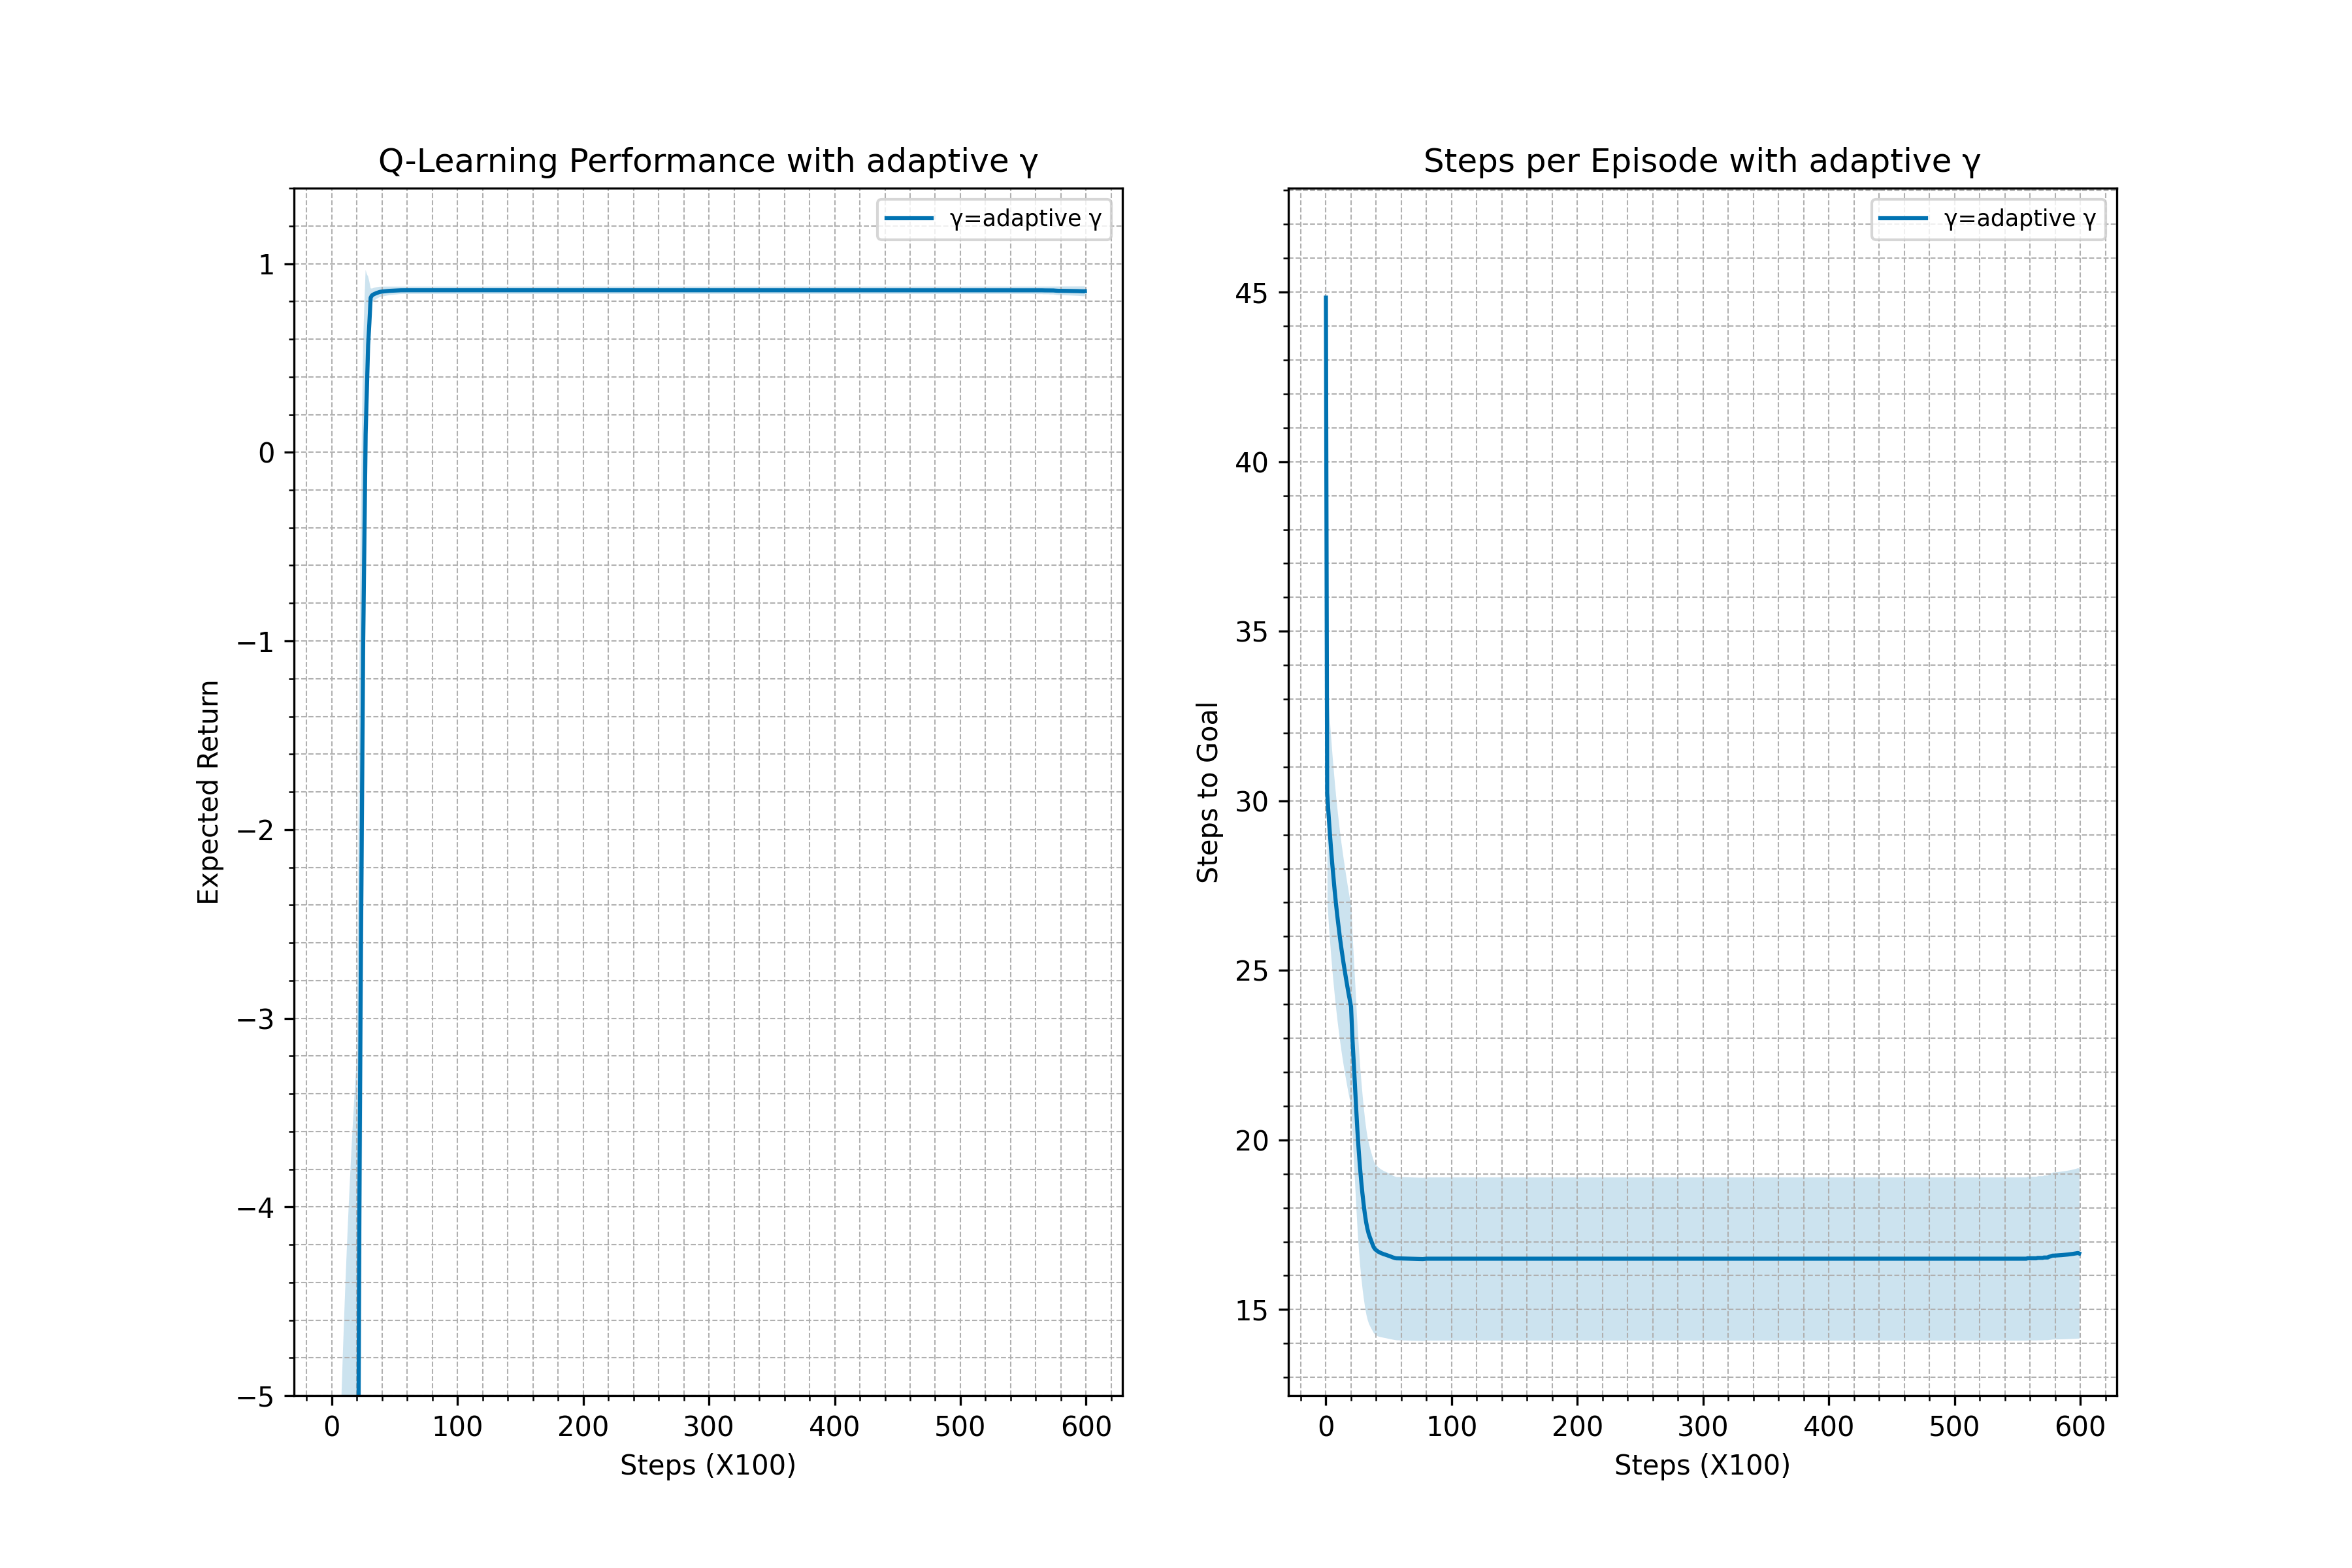 Q-Learning Performance with adaptive γ
γ=adaptive γ
1
0
−1
−2
−3
−4
−5
Expected Return
0 100 200 300 400 500 600
Steps (X100)
Steps per Episode with adaptive γ
γ=adaptive γ
45
40
35
30
25
20
15
Steps to Goal
0 100 200 300 400 500 600
Steps (X100)